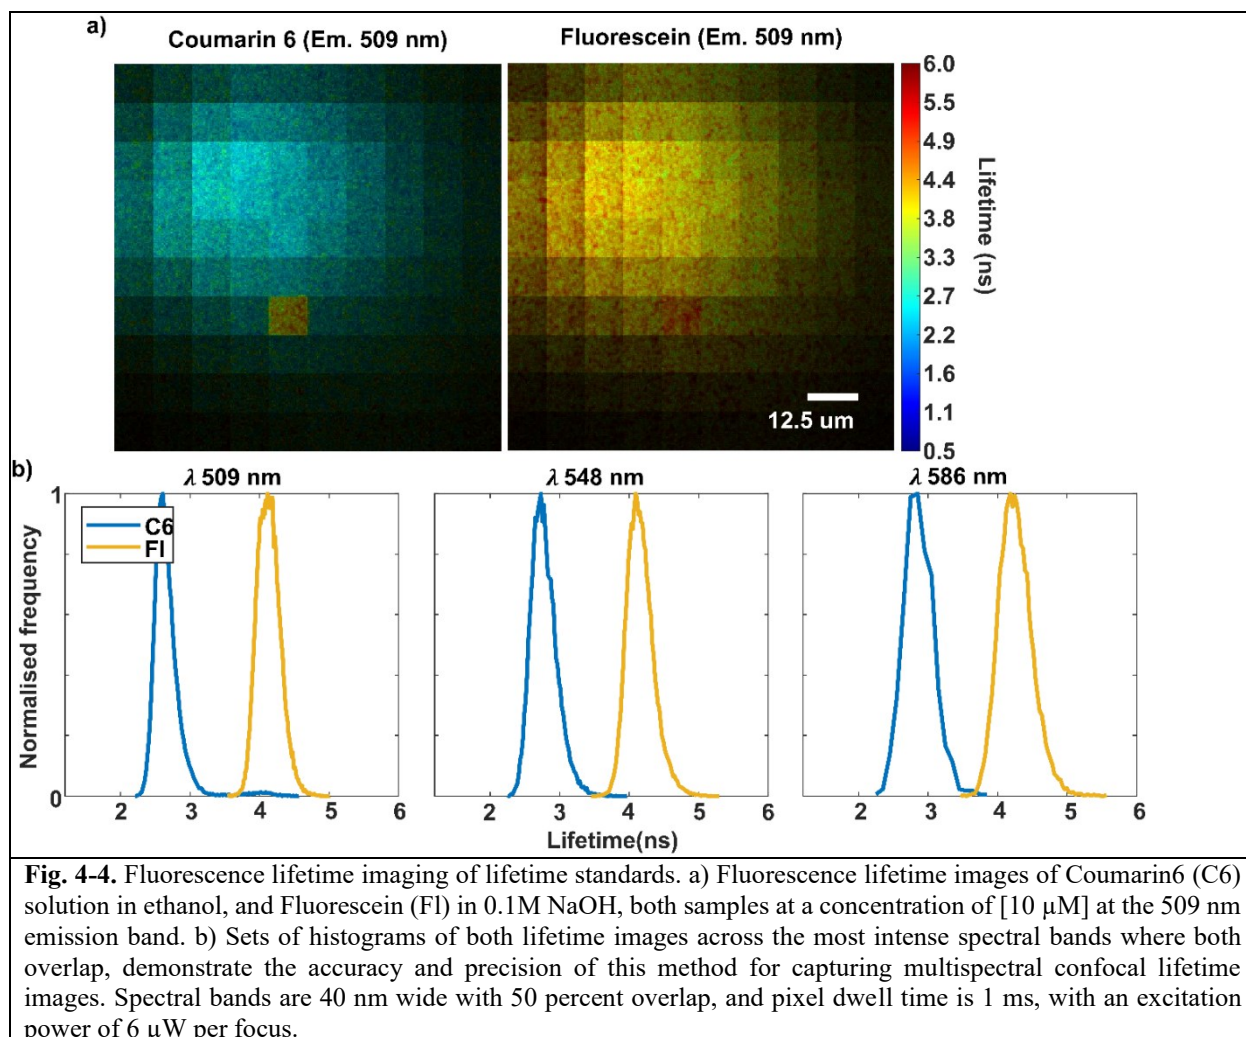 a)
Coumarin 6 (Em. 509 nm)
Fluorescein (Em. 509 nm)
6.0
5.5
4.9
4.4
3.8
3.3
2.7
2.2
1.6
1.1
0.5
Lifetime (ns)
12.5 um
b)
λ 509 nm
λ 548 nm
λ 586 nm
C6
Fl
1
0
Normalised frequency
2 3 4 5 6
2 3 4 5 6
2 3 4 5 6
Lifetime(ns)
Fig. 4-4. Fluorescence lifetime imaging of lifetime standards. a) Fluorescence lifetime images of Coumarin6 (C6)
solution in ethanol, and Fluorescein (Fl) in 0.1M NaOH, both samples at a concentration of [10 µM] at the 509 nm
emission band. b) Sets of histograms of both lifetime images across the most intense spectral bands where both
overlap, demonstrate the accuracy and precision of this method for capturing multispectral confocal lifetime
images. Spectral bands are 40 nm wide with 50 percent overlap, and pixel dwell time is 1 ms, with an excitation
power of 6 µW per focus.